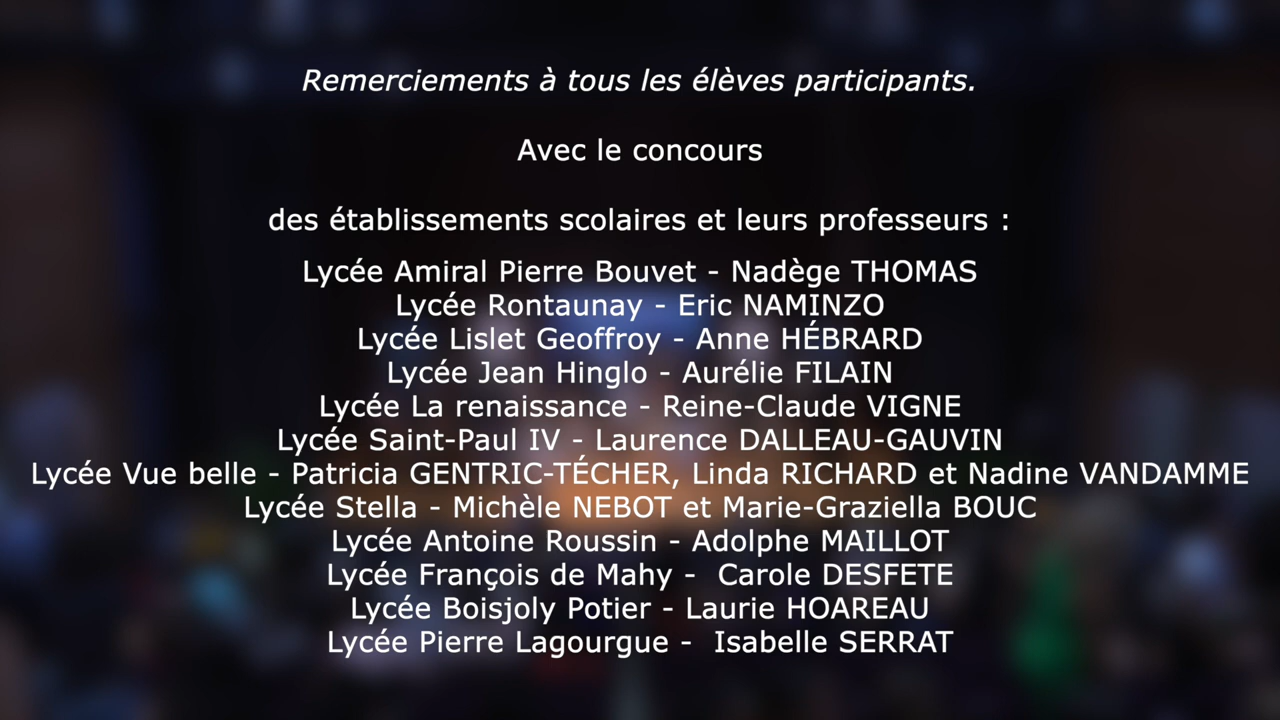 Remerciements à tous les élèves participants.
Avec le concours
des établissements scolaires et leurs professeurs :
Lycée Amiral Pierre Bouvet - Nadège THOMAS
Lycée Rontaunay - Eric NAMINZO
Lycée Lislet Geoffroy - Anne HÉBRARD
Lycée Jean Hinglo - Aurélie FILAIN
Lycée La renaissance - Reine-Claude VIGNE
Lycée Saint-Paul IV - Laurence DALLEAU-GAUVIN
Lycée Vue belle - Patricia GENTRIC-TÉCHER, Linda RICHARD et Nadine VANDAMME
Lycée Stella - Michèle NEBOT et Marie-Graziella BOUC
Lycée Antoine Roussin - Adolphe MAILLOT
Lycée François de Mahy -  Carole DESFETE
Lycée Boisjoly Potier - Laurie HOAREAU
Lycée Pierre Lagourgue -  Isabelle SERRAT